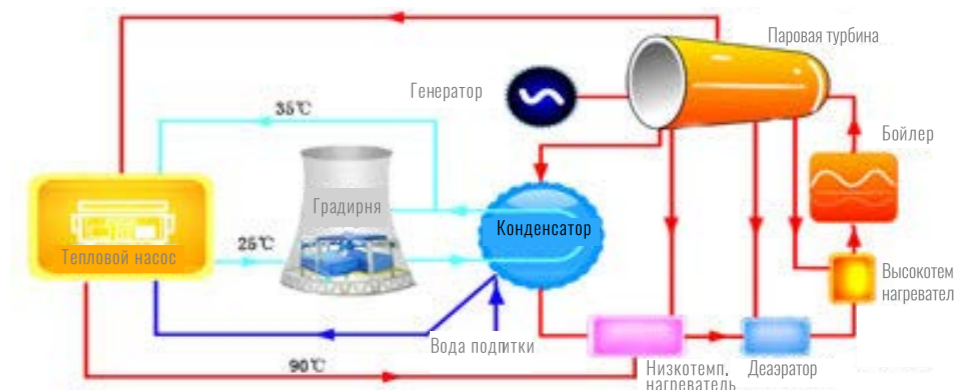 Паровая турбина
Генератор
35℃
Бойлер
Градирня
Конденсатор
25℃
Тепловой насос
Высокотем
нагревател
Вода подпитки
90℃
Низкотемп.
нагреватель
Деаэратор